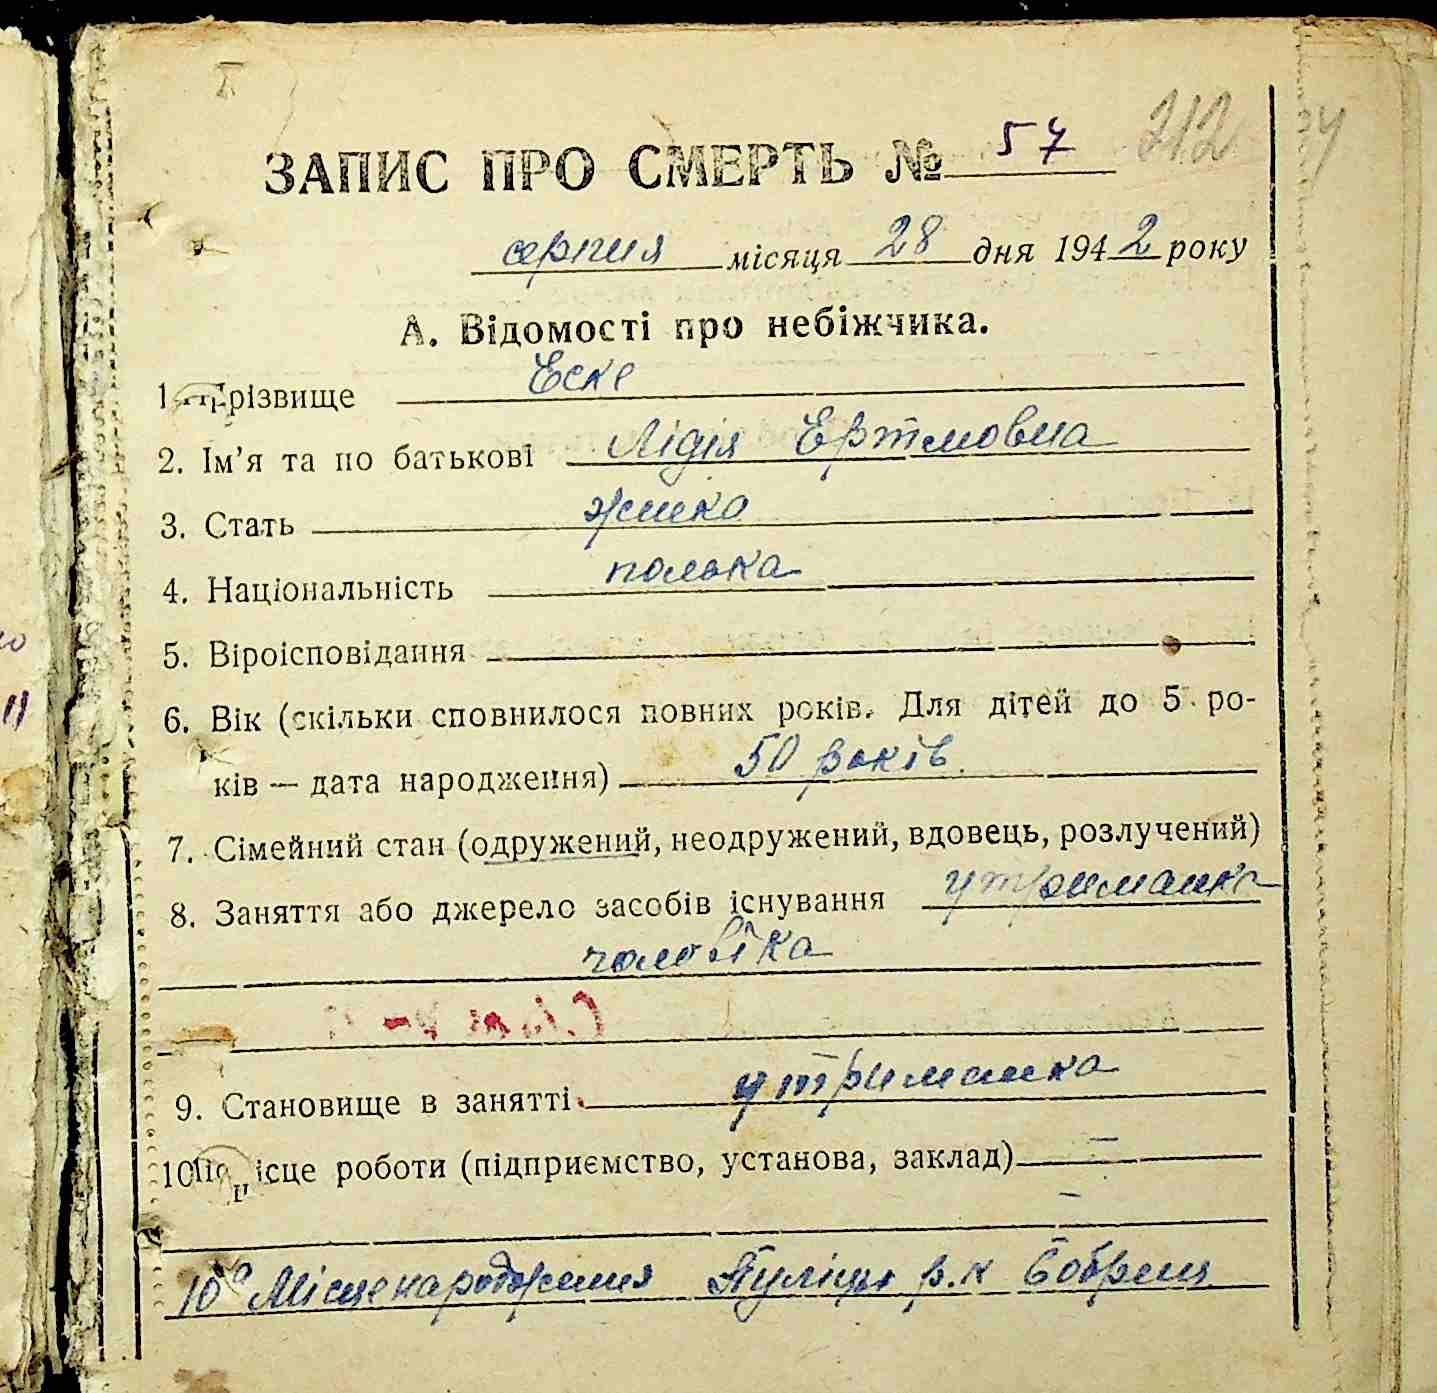 ЗАПИС ПРО СМЕРТЬ № 57 212
серпня місяця 28 дня 1942 року
А. Відомості про небіжчика.
1. Прізвище Еске
2. Ім'я та по батькові Лідія Ертмовна
3. Стать жінка
4. Національність полька
5. Віроісповідання
6. Вік (скільки сповнилося повних років. Для дітей до 5 ро-
ків — дата народження) 50 років
7. Сімейний стан (одружений, неодружений, вдовець, розлучений)
8. Заняття або джерело засобів існування утриманка
чоловіка
9. Становище в занятті утриманка
10. Місце роботи (підприємство, установа, заклад) —
—
10а Місце народження р.к